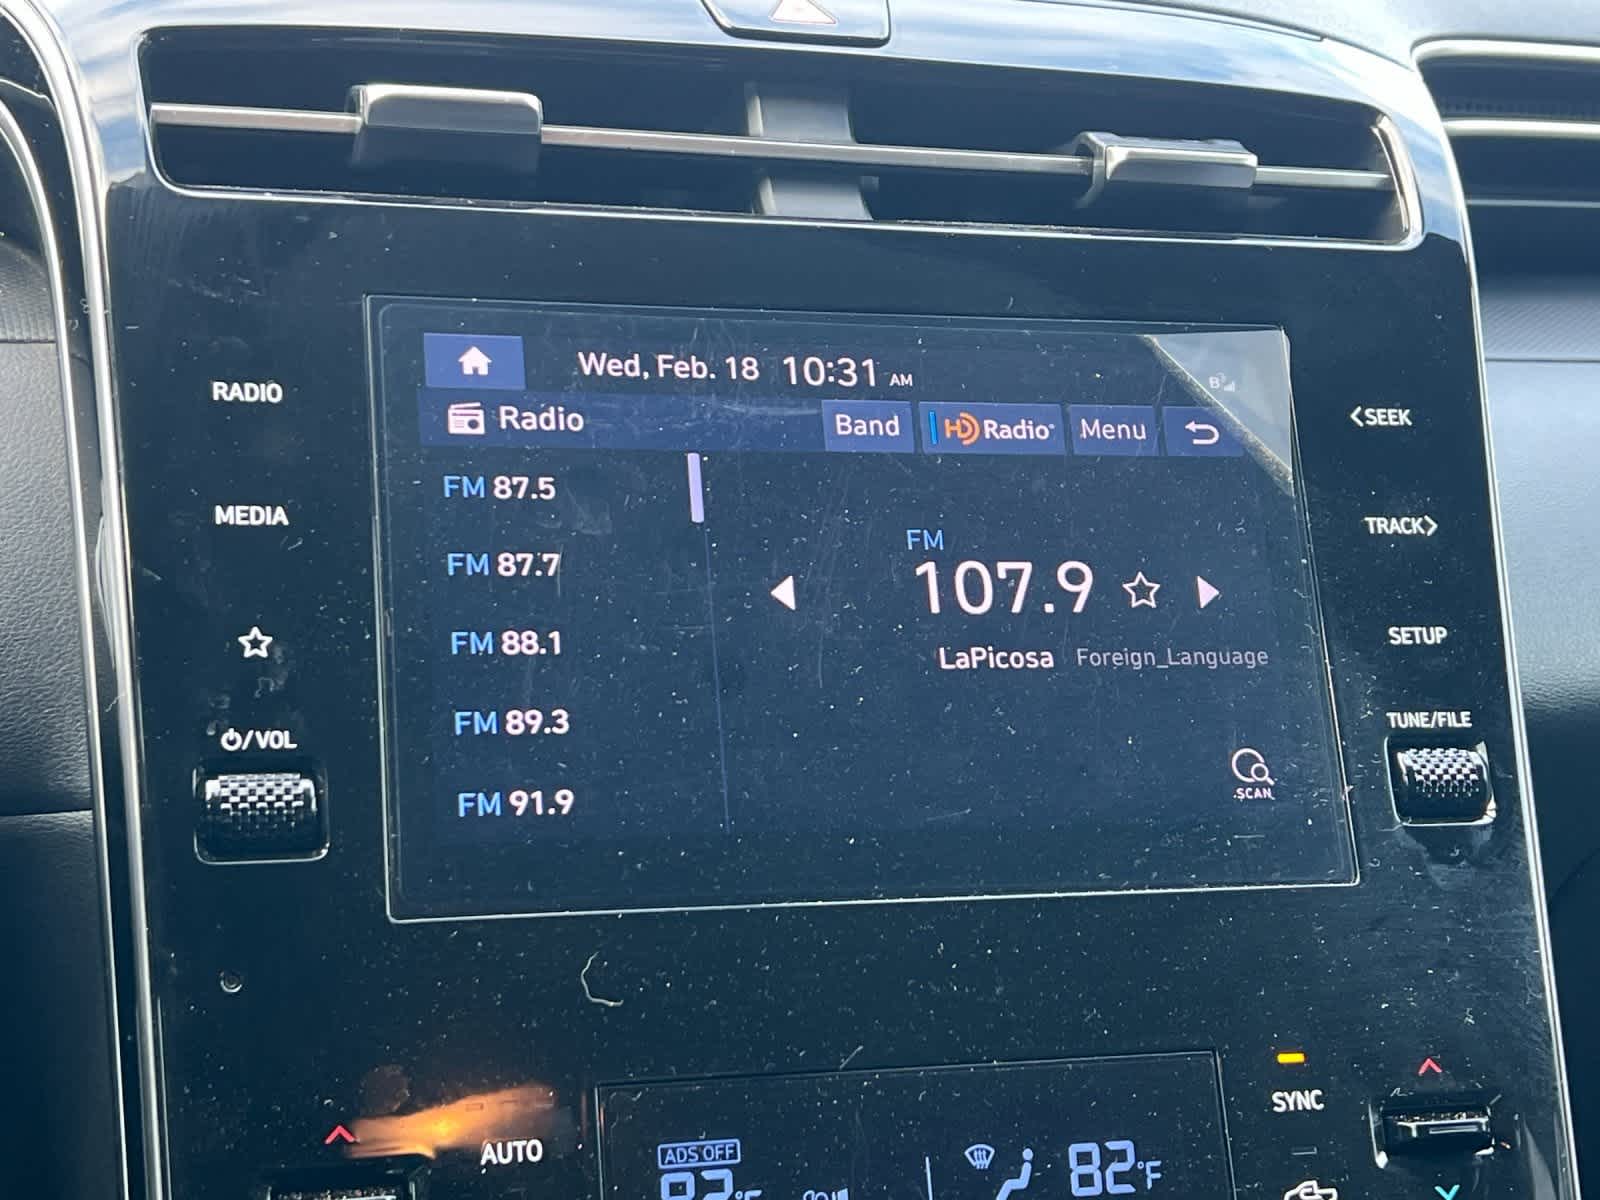 Wed, Feb. 18 10:31 AM
Radio Band HD Radio Menu
RADIO
MEDIA
⏻/VOL
FM 87.5
FM 87.7
FM 88.1
FM 89.3
FM 91.9
FM
107.9
LaPicosa Foreign_Language
SCAN
<SEEK
TRACK>
SETUP
TUNE/FILE
AUTO
ADS OFF
82°F
82°F
SYNC